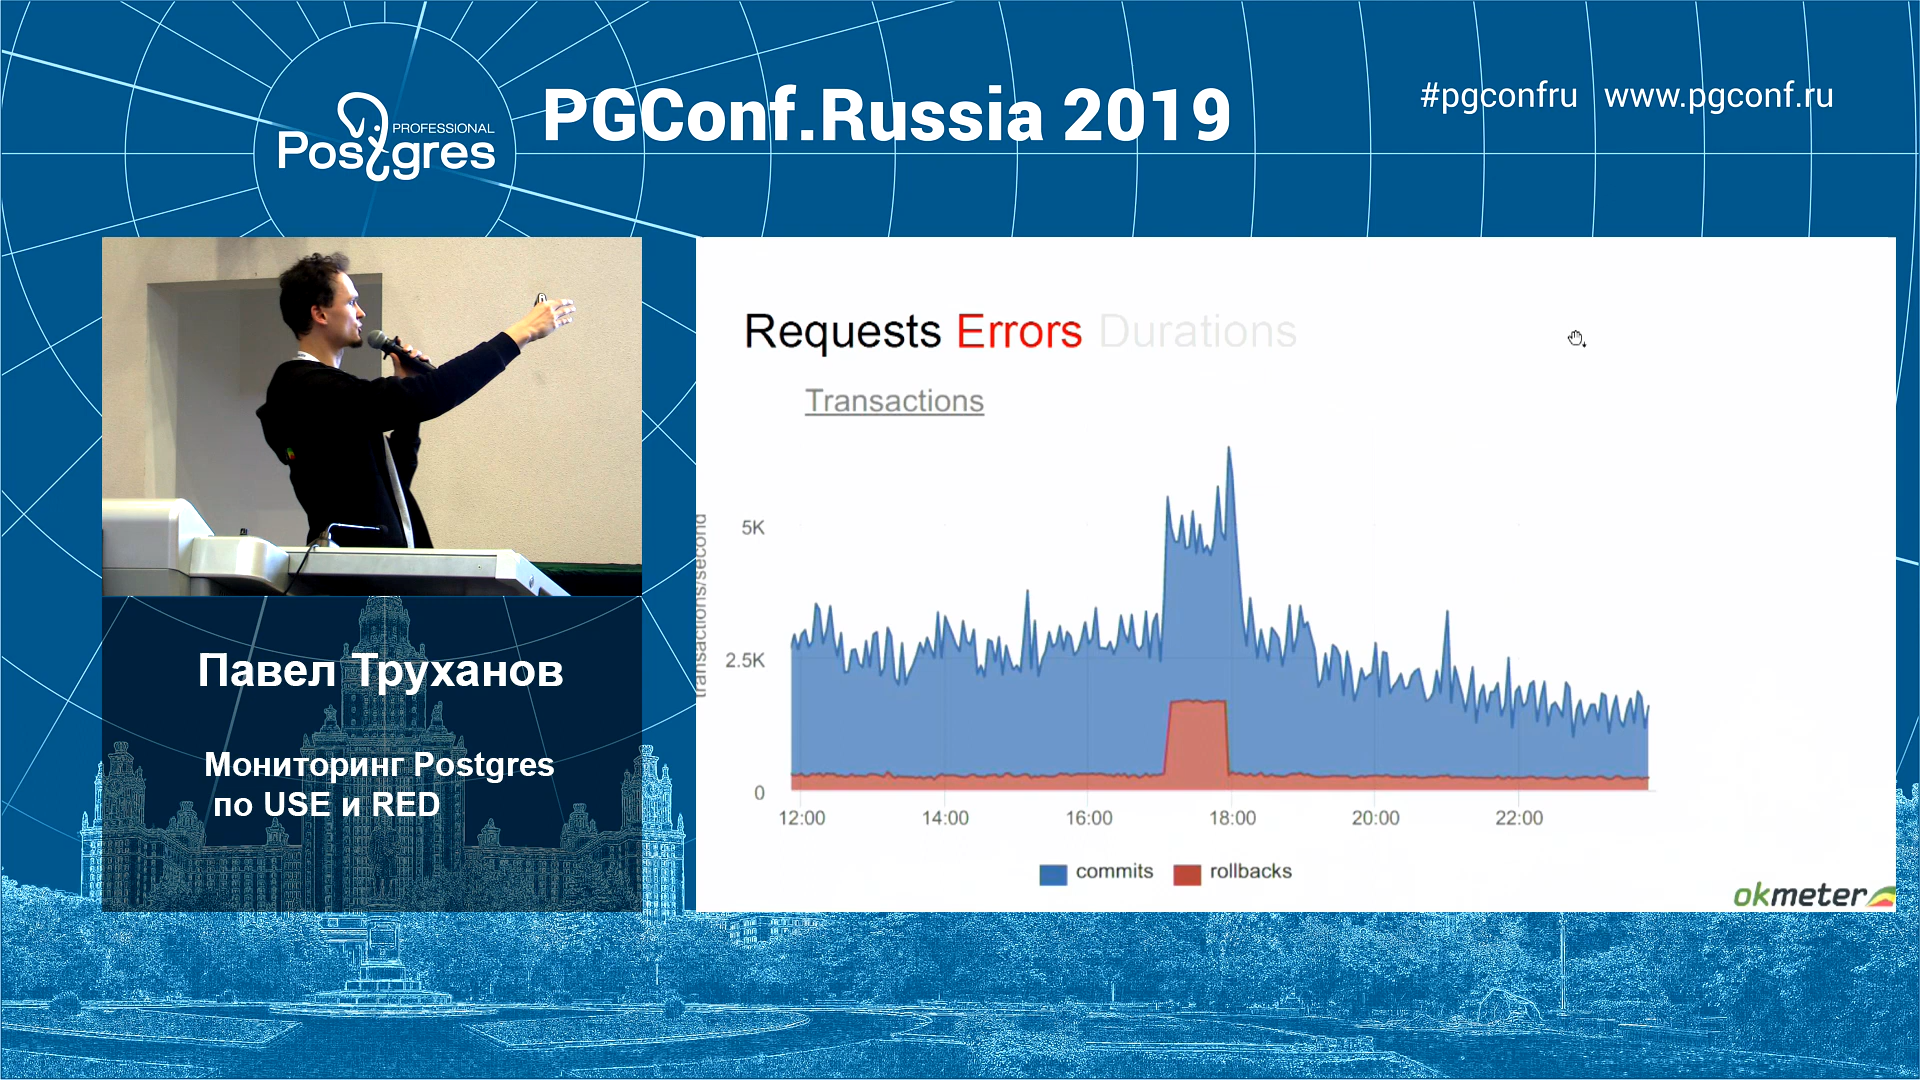 PROFESSIONAL
Postgres
PGConf.Russia 2019
#pgconfru www.pgconf.ru
Павел Труханов
Мониторинг Postgres
по USE и RED
Requests Errors Durations
Transactions
transactions/second
5K
2.5K
0
12:00 14:00 16:00 18:00 20:00 22:00
commits rollbacks
okmeter